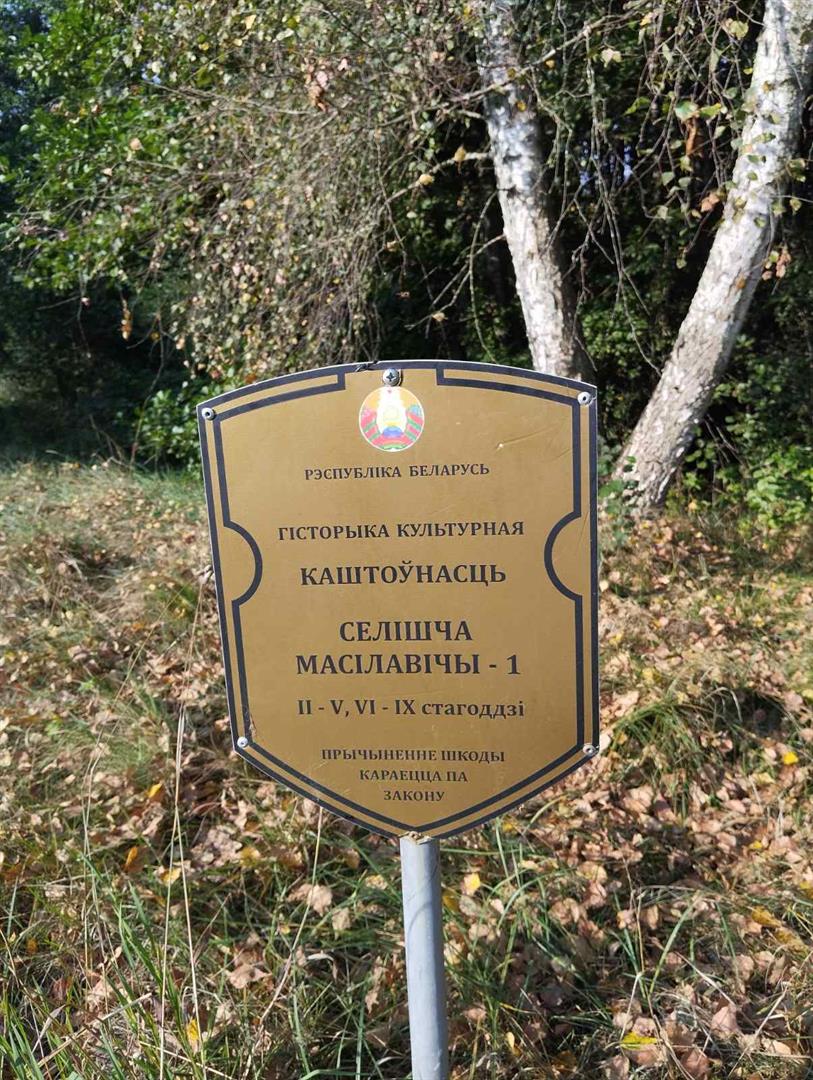 РЭСПУБЛІКА БЕЛАРУСЬ
ГІСТОРЫКА КУЛЬТУРНАЯ
КАШТОЎНАСЦЬ
СЕЛІШЧА
МАСІЛАВІЧЫ - 1
II - V, VI - IX стагоддзі
ПРЫЧЫНЕННЕ ШКОДЫ
КАРАЕЦЦА ПА
ЗАКОНУ